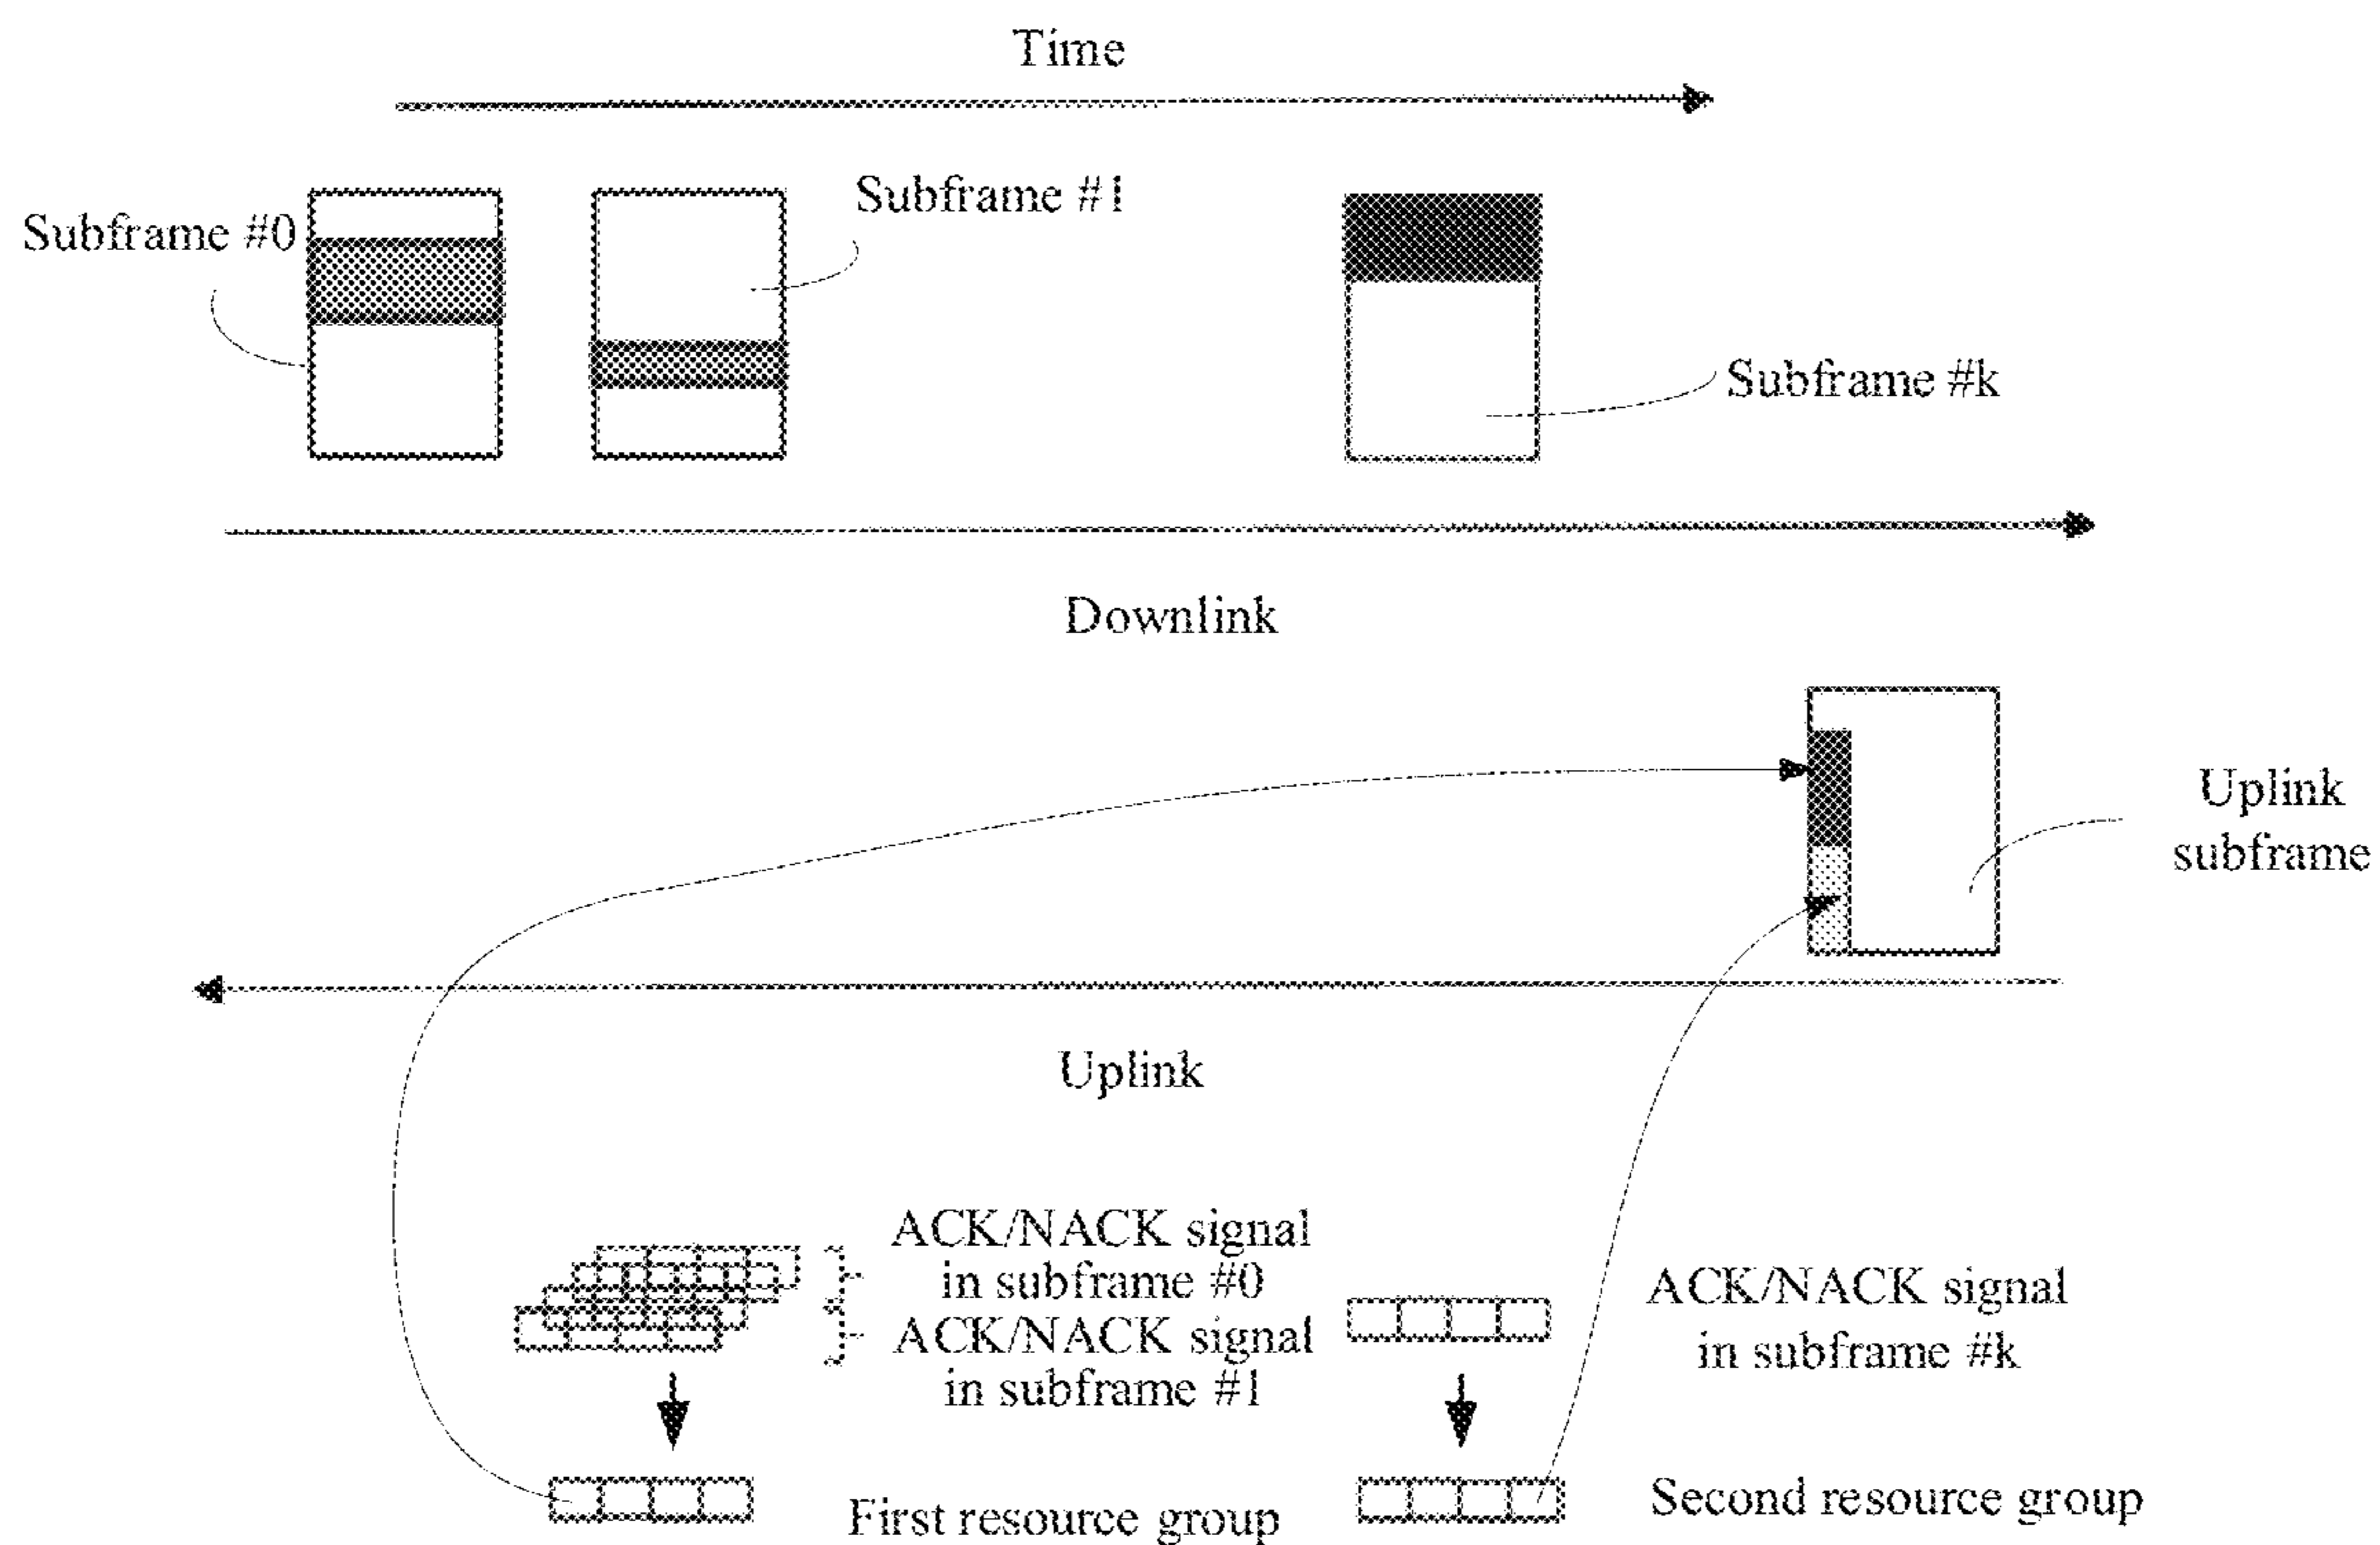 Time
Subframe #0
Subframe #1
Subframe #k
Downlink
Uplink
subframe
Uplink
ACK/NACK signal
in subframe #0
ACK/NACK signal
in subframe #1
ACK/NACK signal
in subframe #k
First resource group
Second resource group